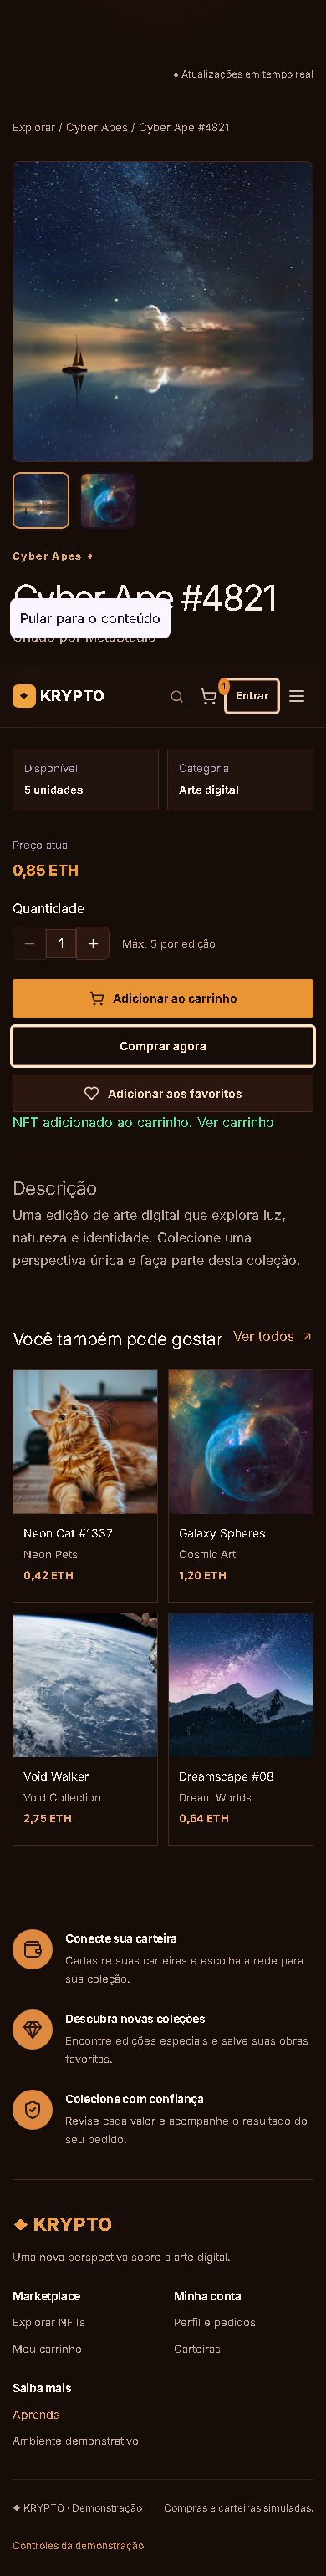 ● Atualizações em tempo real
Explorar / Cyber Apes / Cyber Ape #4821
Cyber Apes ✦
Cyber Ape #4821
Pular para o conteúdo
Criado por MetaStudio
KRYPTO
1
Entrar
Disponível
5 unidades
Categoria
Arte digital
Preço atual
0,85 ETH
Quantidade
− 1 + Máx. 5 por edição
Adicionar ao carrinho
Comprar agora
Adicionar aos favoritos
NFT adicionado ao carrinho. Ver carrinho
Descrição
Uma edição de arte digital que explora luz,
natureza e identidade. Colecione uma
perspectiva única e faça parte desta coleção.
Você também pode gostar
Ver todos
Neon Cat #1337
Neon Pets
0,42 ETH
Galaxy Spheres
Cosmic Art
1,20 ETH
Void Walker
Void Collection
2,75 ETH
Dreamscape #08
Dream Worlds
0,64 ETH
Conecte sua carteira
Cadastre suas carteiras e escolha a rede para
sua coleção.
Descubra novas coleções
Encontre edições especiais e salve suas obras
favoritas.
Colecione com confiança
Revise cada valor e acompanhe o resultado do
seu pedido.
◆ KRYPTO
Uma nova perspectiva sobre a arte digital.
Marketplace
Explorar NFTs
Meu carrinho
Minha conta
Perfil e pedidos
Carteiras
Saiba mais
Aprenda
Ambiente demonstrativo
◆ KRYPTO · Demonstração
Compras e carteiras simuladas.
Controles da demonstração